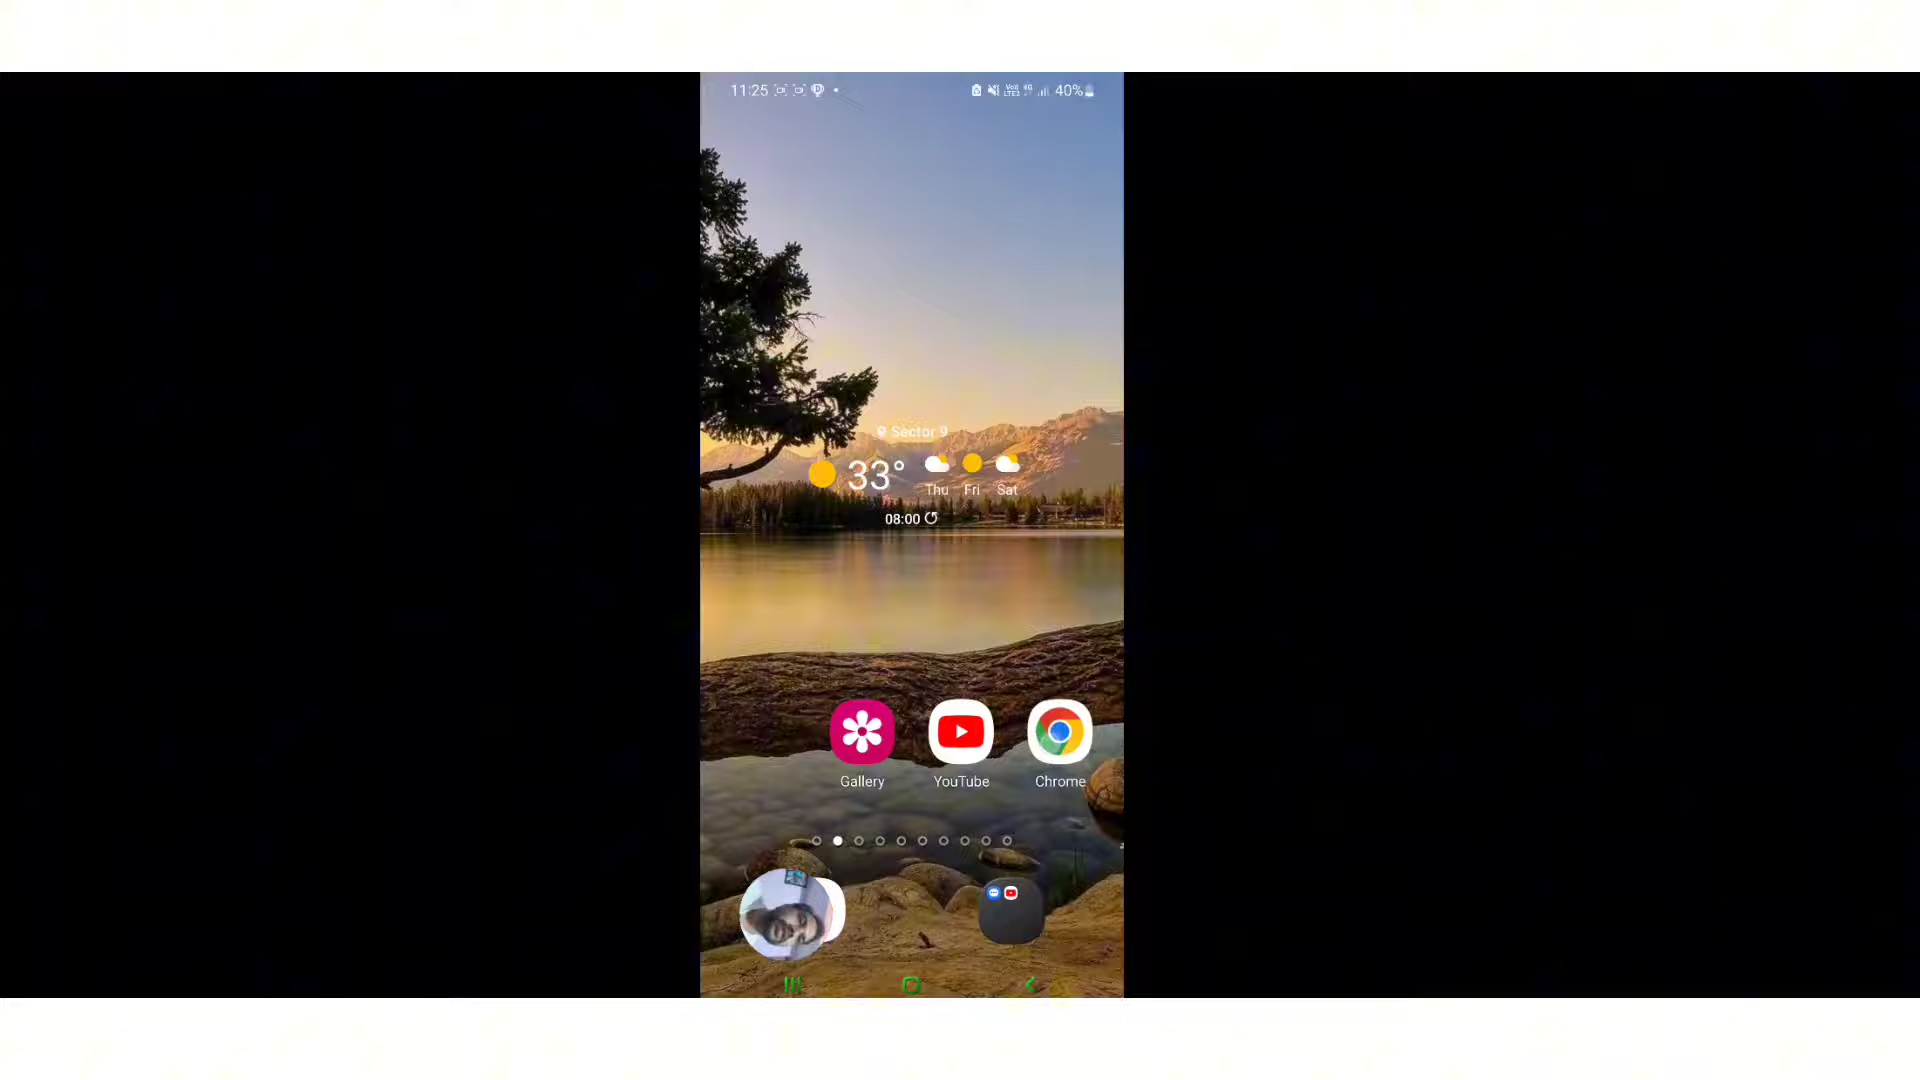 11:25
40%
Sector 9
33°
Thu Fri Sat
08:00
Gallery YouTube Chrome